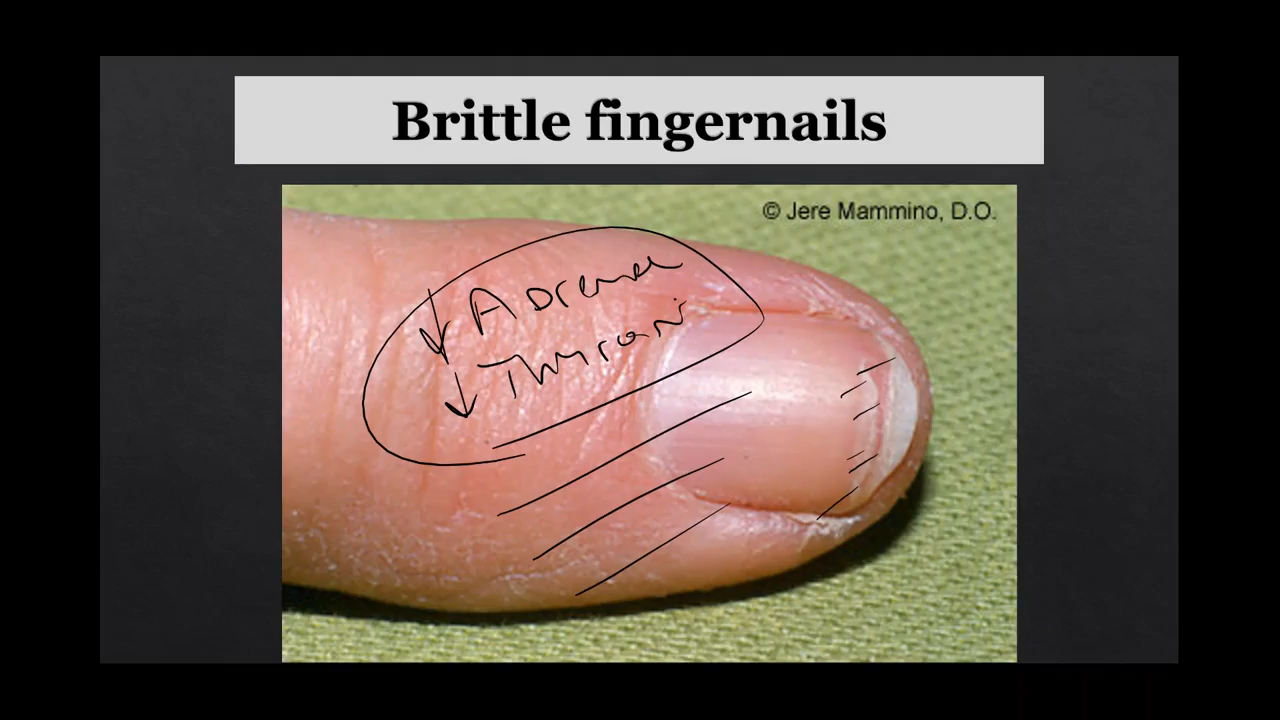 Brittle fingernails
© Jere Mammino, D.O.
↓ Adrenal
↓ Thyroid